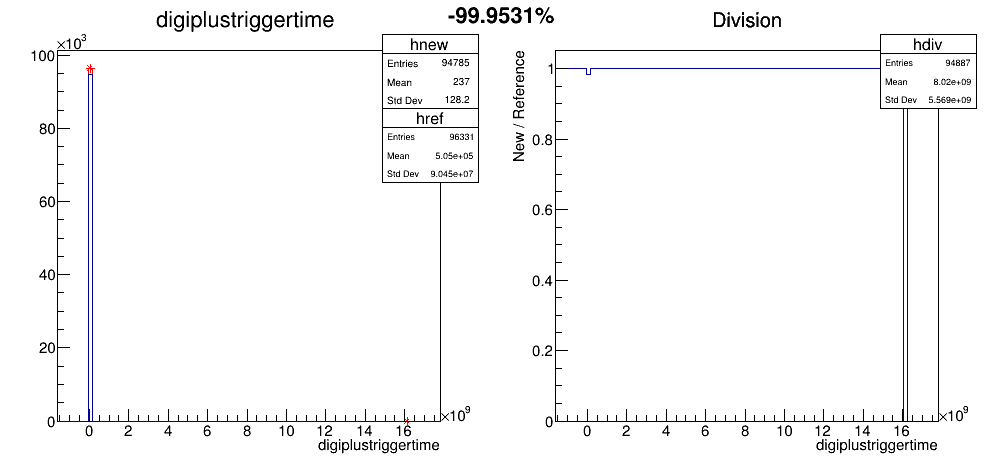 digiplustriggertime
-99.9531%
Division
×10³
hnew
Entries 94785
Mean 237
Std Dev 128.2
href
Entries 96331
Mean 5.05e+05
Std Dev 9.045e+07
100
80
60
40
20
0
0 2 4 6 8 10 12 14 16
×10⁹
digiplustriggertime
hdiv
Entries 94887
Mean 8.02e+09
Std Dev 5.569e+09
New / Reference
1
0.8
0.6
0.4
0.2
0
0 2 4 6 8 10 12 14 16
×10⁹
digiplustriggertime